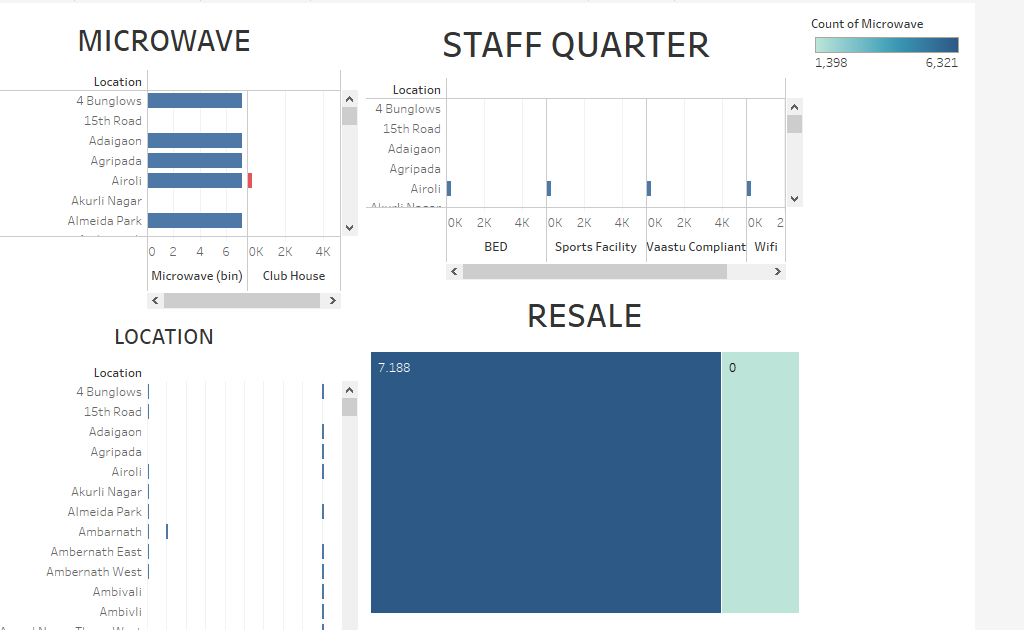 MICROWAVE
Location
4 Bunglows
15th Road
Adaigaon
Agripada
Airoli
Akurli Nagar
Almeida Park
0 2 4 6 0K 2K 4K
Microwave (bin) Club House
STAFF QUARTER
Location
4 Bunglows
15th Road
Adaigaon
Agripada
Airoli
Akurli Nagar
0K 2K 4K 0K 2K 4K 0K 2K 4K 0K 2
BED Sports Facility Vaastu Compliant Wifi
Count of Microwave
1,398 6,321
LOCATION
Location
4 Bunglows
15th Road
Adaigaon
Agripada
Airoli
Akurli Nagar
Almeida Park
Ambarnath
Ambernath East
Ambernath West
Ambivali
Ambivli
RESALE
7.188 0